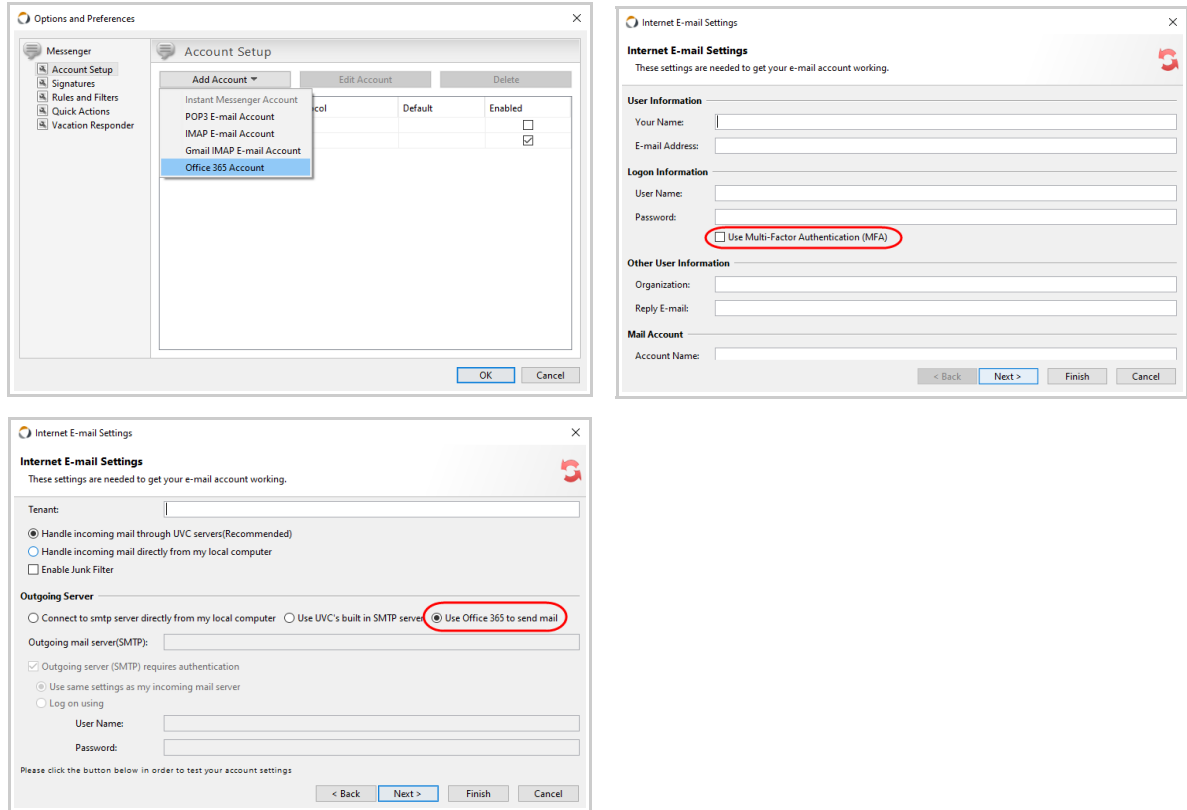 Options and Preferences
Messenger
Account Setup
Signatures
Rules and Filters
Quick Actions
Vacation Responder
Account Setup
Add Account Edit Account Delete
ocol Default Enabled
Instant Messenger Account
POP3 E-mail Account
IMAP E-mail Account
Gmail IMAP E-mail Account
Office 365 Account
OK Cancel
Internet E-mail Settings
Internet E-mail Settings
These settings are needed to get your e-mail account working.
User Information
Your Name:
E-mail Address:
Logon Information
User Name:
Password:
Use Multi-Factor Authentication (MFA)
Other User Information
Organization:
Reply E-mail:
Mail Account
Account Name:
< Back Next > Finish Cancel
Internet E-mail Settings
Internet E-mail Settings
These settings are needed to get your e-mail account working.
Tenant:
Handle incoming mail through UVC servers(Recommended)
Handle incoming mail directly from my local computer
Enable Junk Filter
Outgoing Server
Connect to smtp server directly from my local computer Use UVC's built in SMTP server Use Office 365 to send mail
Outgoing mail server(SMTP):
Outgoing server (SMTP) requires authentication
Use same settings as my incoming mail server
Log on using
User Name:
Password:
Please click the button below in order to test your account settings
< Back Next > Finish Cancel